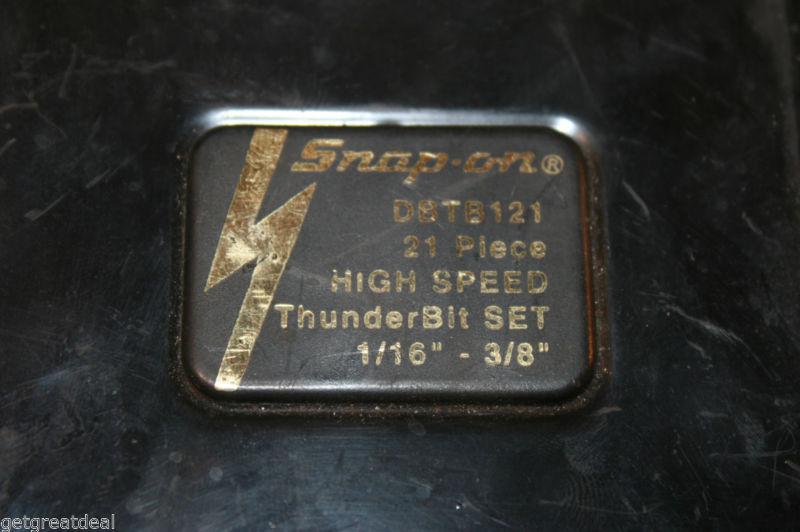 Snap-on®
DBTB121
21 Piece
HIGH SPEED
ThunderBit SET
1/16" - 3/8"
getgreatdeal